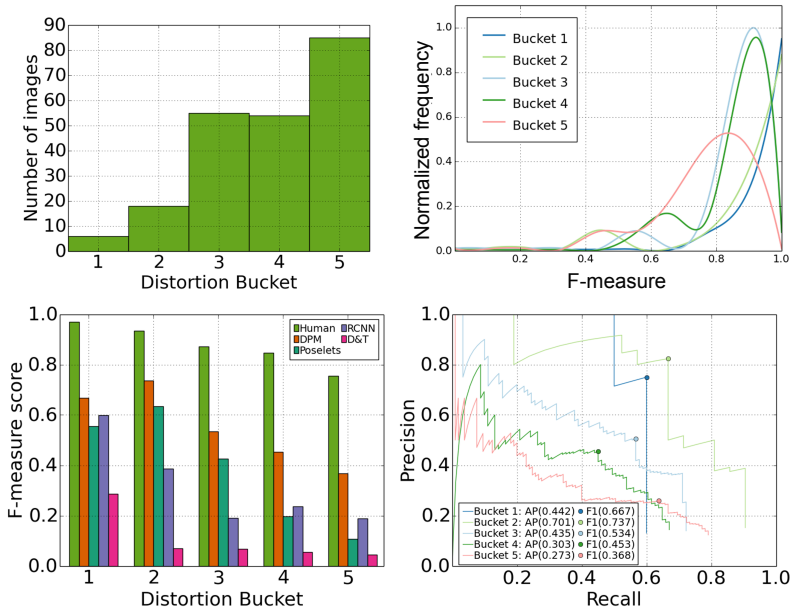 90
80
70
60
50
40
30
20
10
0
Number of images
1 2 3 4 5
Distortion Bucket
1.0
0.8
0.6
0.4
0.2
0.0
Normalized frequency
Bucket 1
Bucket 2
Bucket 3
Bucket 4
Bucket 5
0.2 0.4 0.6 0.8 1.0
F-measure
1.0
0.8
0.6
0.4
0.2
0.0
F-measure score
Human RCNN
DPM D&T
Poselets
1 2 3 4 5
Distortion Bucket
1.0
0.8
0.6
0.4
0.2
0.0
Precision
Bucket 1: AP(0.442) F1(0.667)
Bucket 2: AP(0.701) F1(0.737)
Bucket 3: AP(0.435) F1(0.534)
Bucket 4: AP(0.303) F1(0.453)
Bucket 5: AP(0.273) F1(0.368)
0.2 0.4 0.6 0.8 1.0
Recall